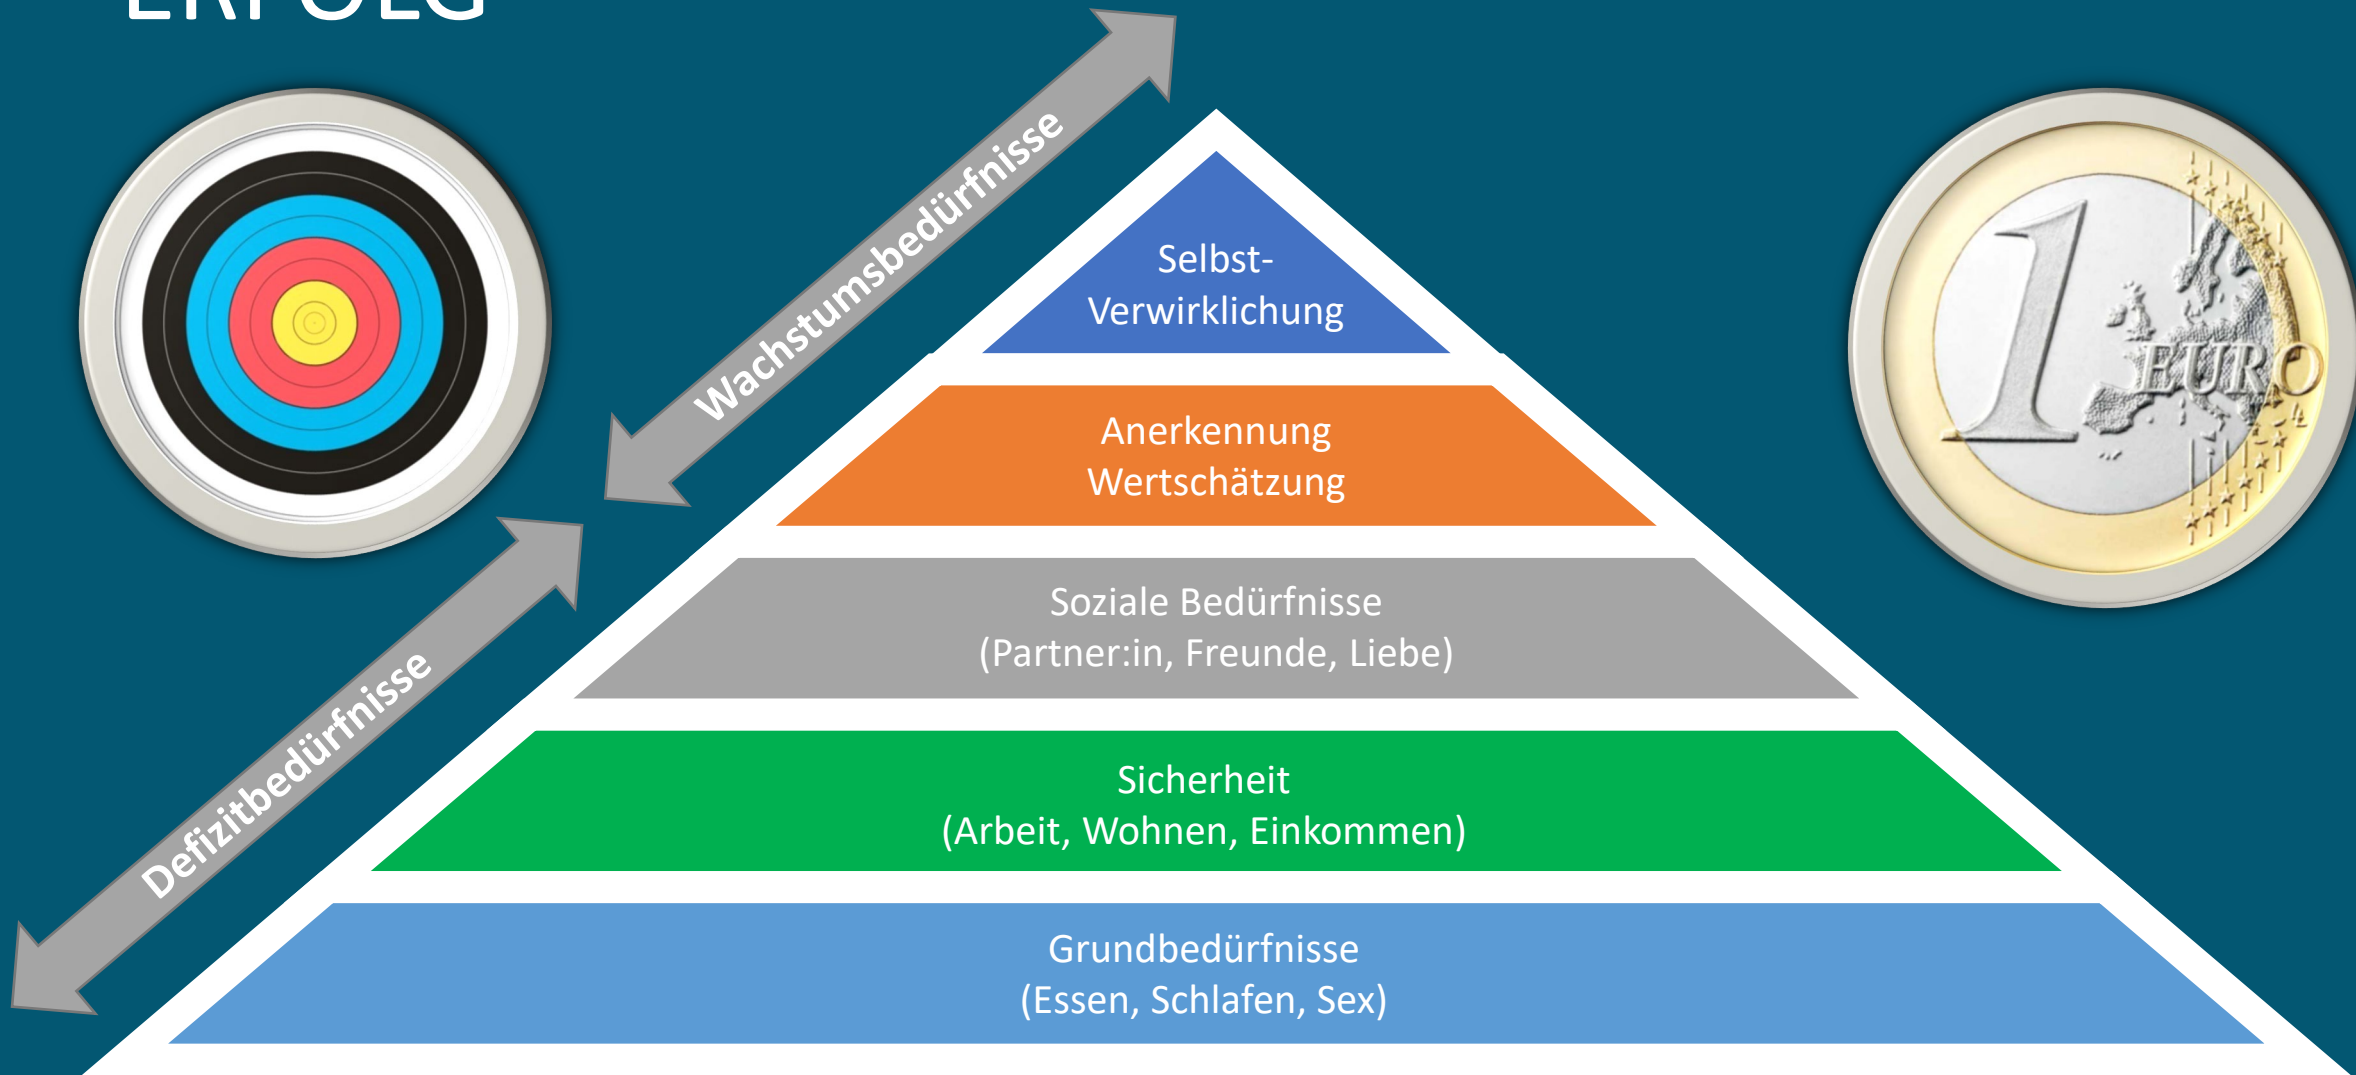 ERFOLG
Wachstumsbedürfnisse
Selbst-
Verwirklichung
1
EURO
Anerkennung
Wertschätzung
Soziale Bedürfnisse
(Partner:in, Freunde, Liebe)
Defizitbedürfnisse
Sicherheit
(Arbeit, Wohnen, Einkommen)
Grundbedürfnisse
(Essen, Schlafen, Sex)